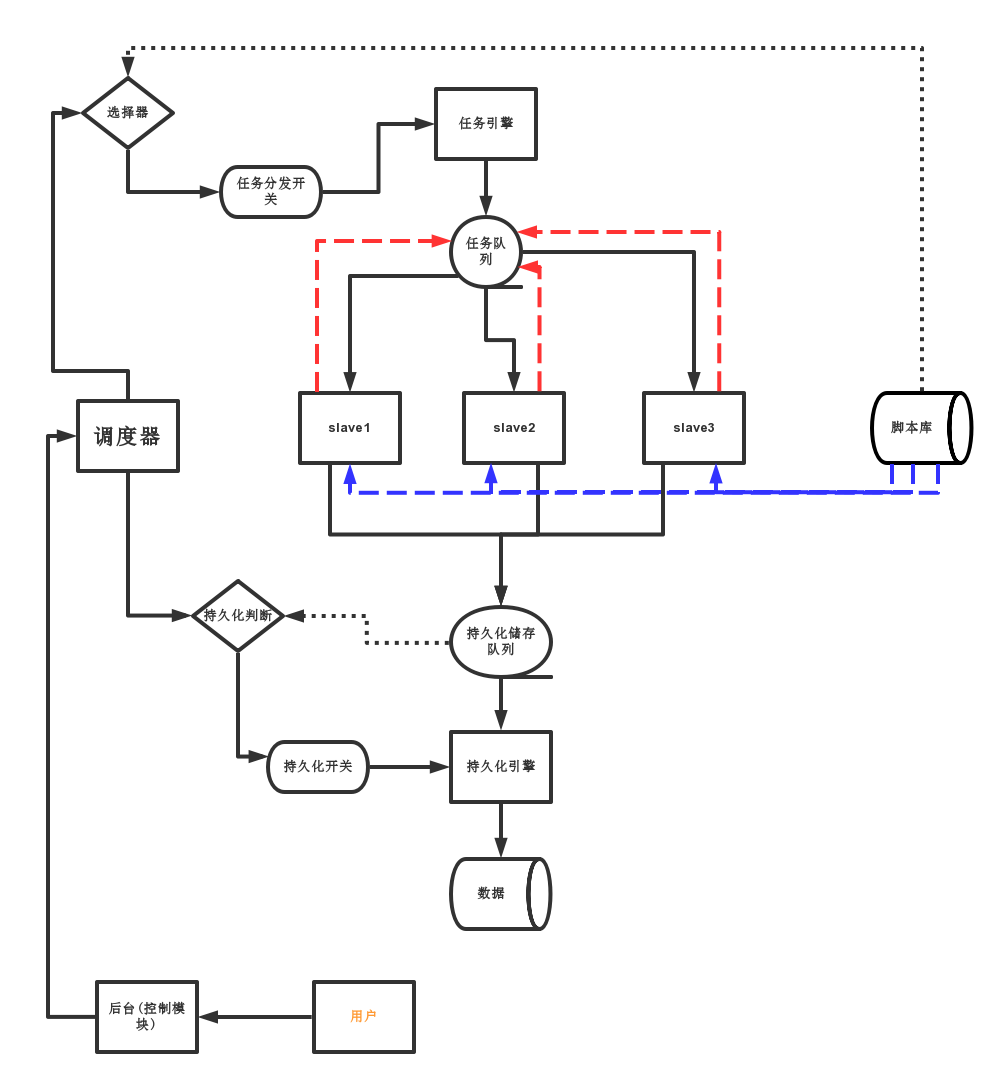 选择器
任务引擎
任务分发开
关
任务队
列
调度器
slave1
slave2
slave3
脚本库
持久化判断
持久化储存
队列
持久化开关
持久化引擎
数据
后台(控制模
块)
用户